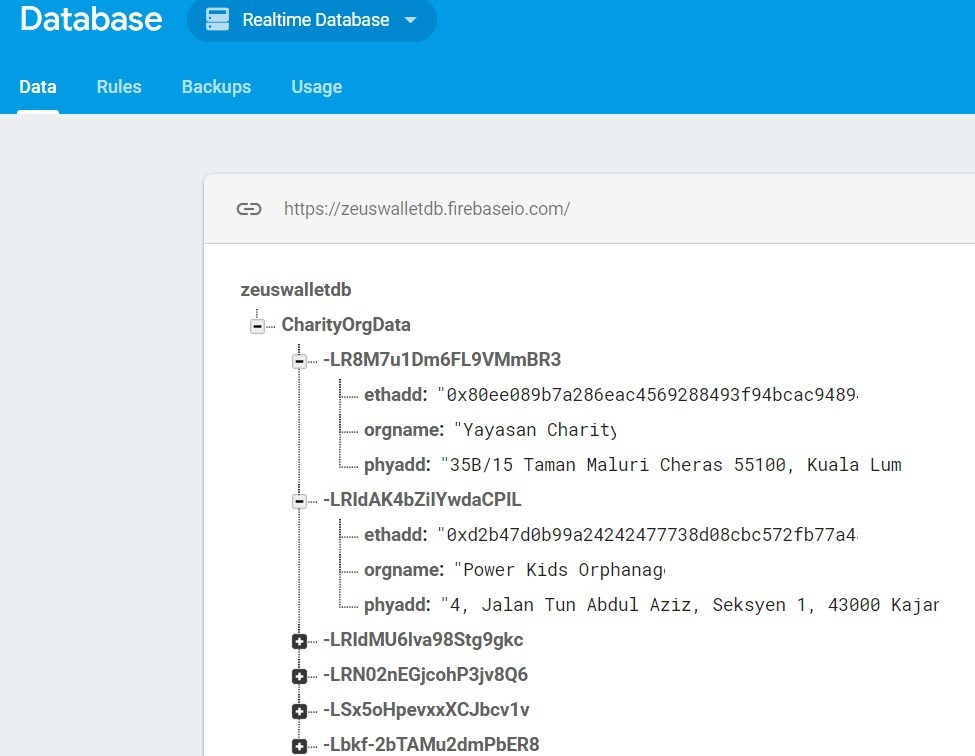 Database Realtime Database
Data Rules Backups Usage
https://zeuswalletdb.firebaseio.com/
zeuswalletdb
CharityOrgData
-LR8M7u1Dm6FL9VMmBR3
ethadd: "0x80ee089b7a286eac4569288493f94bcac9489
orgname: "Yayasan Charity
phyadd: "35B/15 Taman Maluri Cheras 55100, Kuala Lum
-LRIdAK4bZiIYwdaCPIL
ethadd: "0xd2b47d0b99a24242477738d08cbc572fb77a4
orgname: "Power Kids Orphanag
phyadd: "4, Jalan Tun Abdul Aziz, Seksyen 1, 43000 Kajar
-LRIdMU6Iva98Stg9gkc
-LRN02nEGjcohP3jv8Q6
-LSx5oHpevxxXCJbcv1v
-Lbkf-2bTAMu2dmPbER8